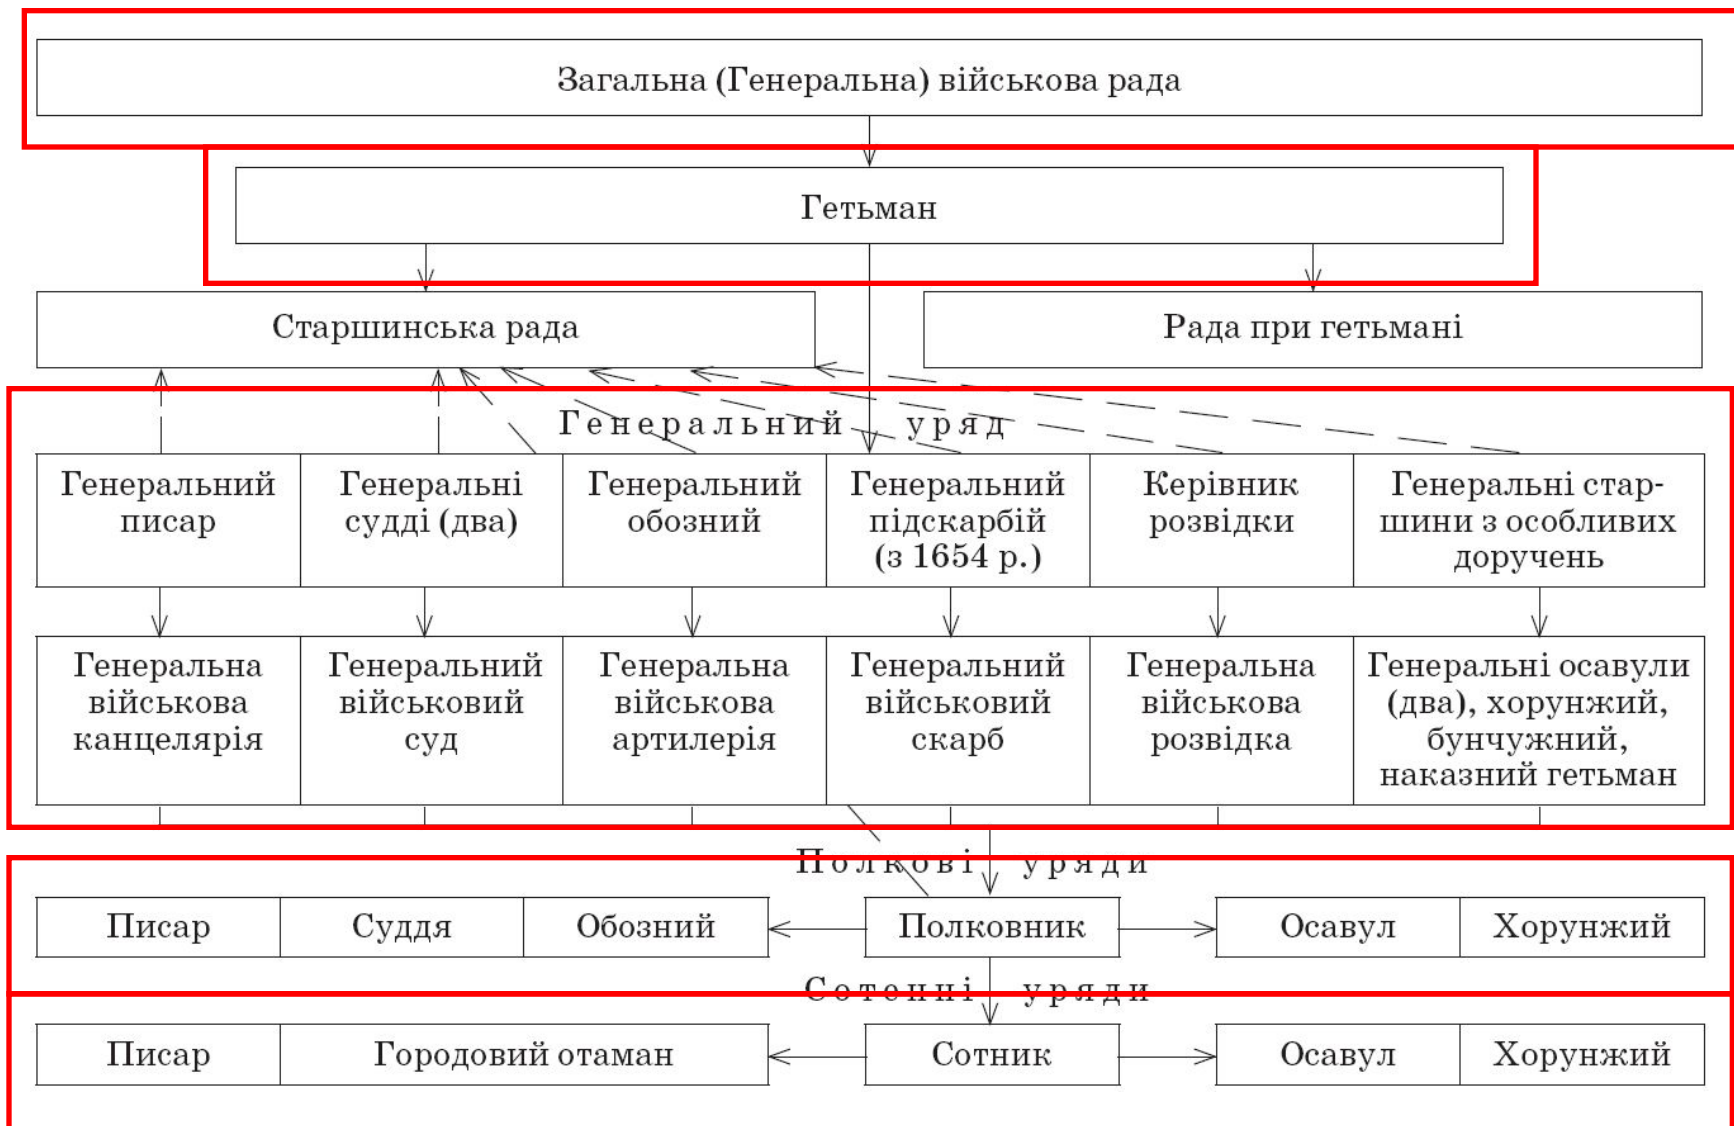 Загальна (Генеральна) військова рада
Гетьман
Старшинська рада
Рада при гетьмані
Генеральний уряд
Генеральний
писар
Генеральні
судді (два)
Генеральний
обозний
Генеральний
підскарбій
(з 1654 р.)
Керівник
розвідки
Генеральні стар-
шини з особливих
доручень
Генеральна
військова
канцелярія
Генеральний
військовий
суд
Генеральна
військова
артилерія
Генеральний
військовий
скарб
Генеральна
військова
розвідка
Генеральні осавули
(два), хорунжий,
бунчужний,
наказний гетьман
Полкові уряди
Писар
Суддя
Обозний
Полковник
Осавул
Хорунжий
Сотенні уряди
Писар
Городовий отаман
Сотник
Осавул
Хорунжий